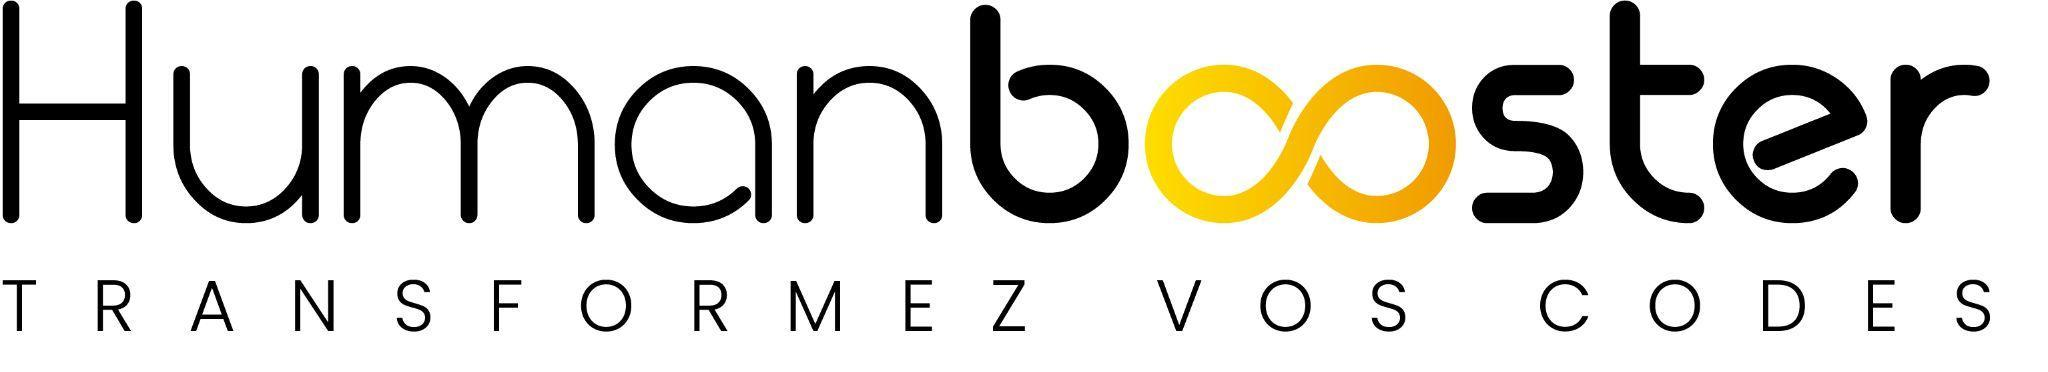 Humanbooster
TRANSFORMEZ VOS CODES